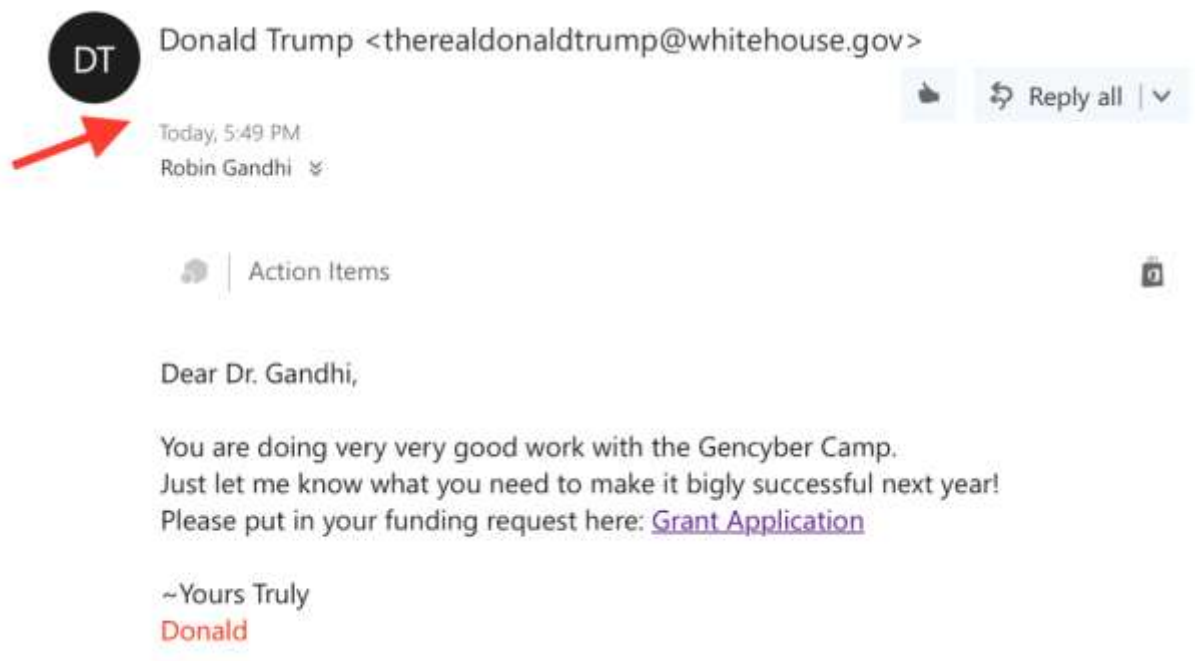 DT
Donald Trump <therealdonaldtrump@whitehouse.gov>
Reply all
Today, 5:49 PM
Robin Gandhi
Action Items
Dear Dr. Gandhi,
You are doing very very good work with the Gencyber Camp.
Just let me know what you need to make it bigly successful next year!
Please put in your funding request here: Grant Application
~Yours Truly
Donald